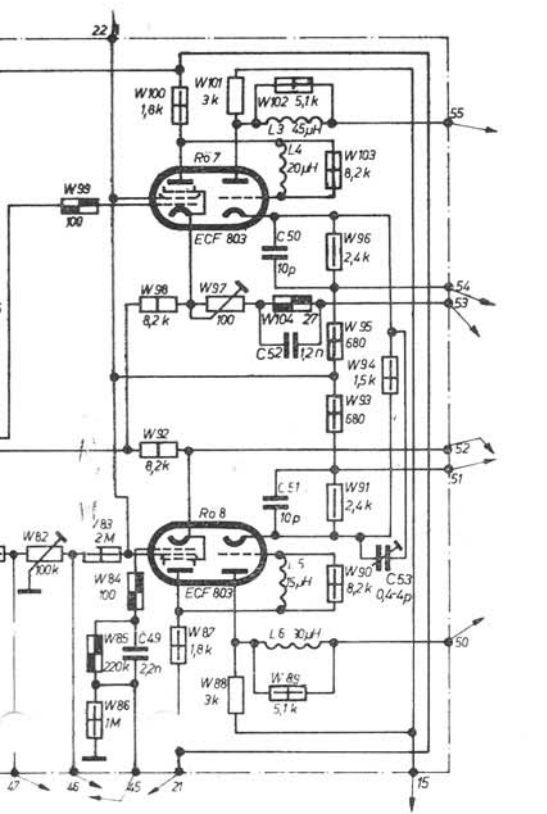 22
W100
1,8k
W101
3k
W102 5,1k
L3 45µH
55
Rö7
L4
20µH
W103
8,2k
W99
100
ECF 803
C50
10p
W96
2,4k
54
53
W98
8,2k
W97
100
W104 27
C52 1,2n
W95
680
W94
1,5k
W93
680
W92
8,2k
52
51
C51
10p
W91
2,4k
Rö8
W82
100k
2M
W84
100
ECF 803
W90
8,2k
C53
0,4-4p
W85
220k
C49
2,2n
W87
1,8k
L6 30µH
50
W88
3k
W89
5,1k
W86
1M
47
46
45
21
15